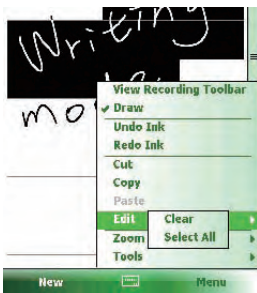 Writing
View Recording Toolbar
Draw
Undo Ink
Redo Ink
Cut
Copy
Paste
Edit
Clear
Select All
Zoom
Tools
New
Menu